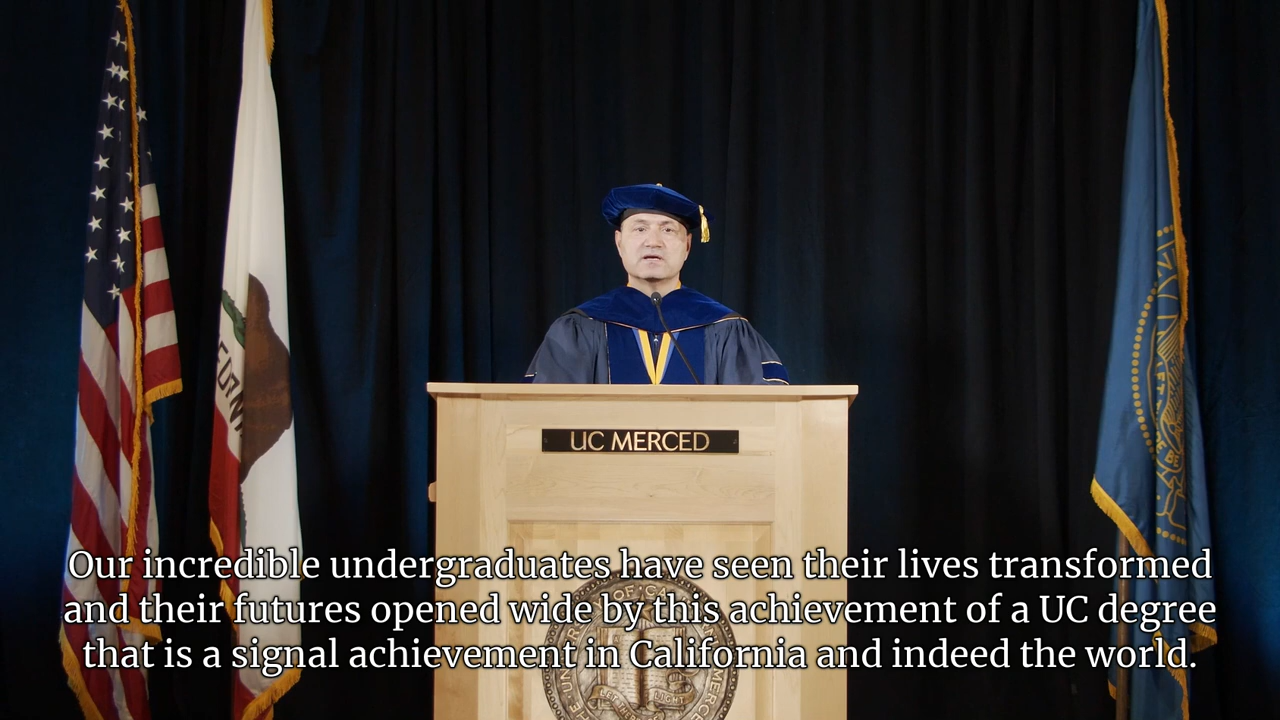 UC MERCED
Our incredible undergraduates have seen their lives transformed
and their futures opened wide by this achievement of a UC degree
that is a signal achievement in California and indeed the world.